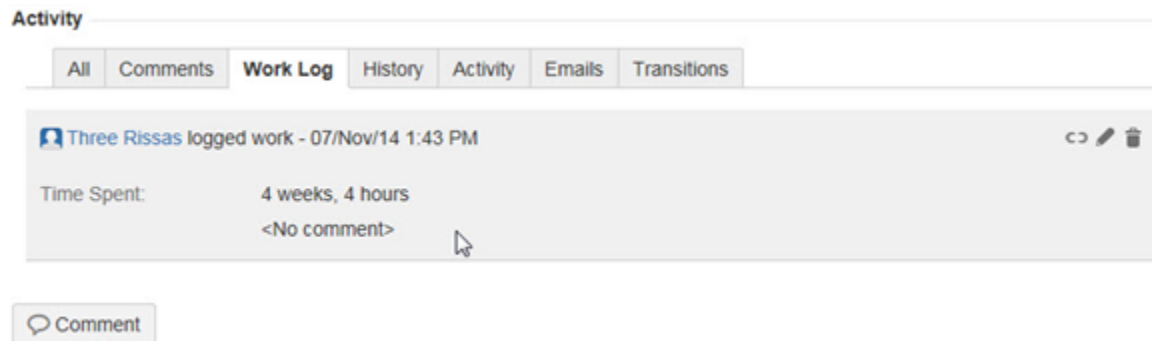 Activity
All Comments Work Log History Activity Emails Transitions
Three Rissas logged work - 07/Nov/14 1:43 PM
Time Spent: 4 weeks, 4 hours
<No comment>
Comment